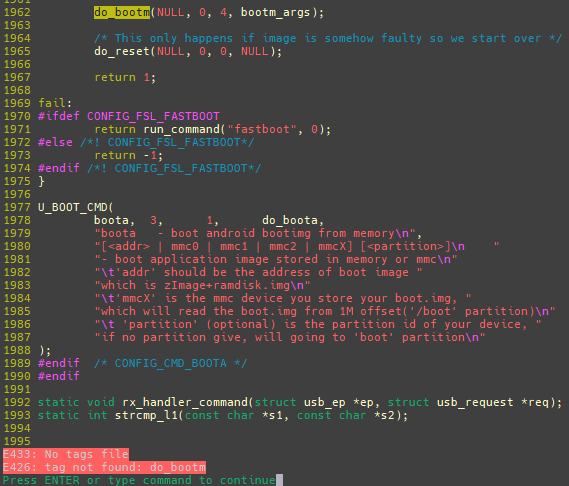 1962         do_bootm(NULL, 0, 4, bootm_args);
1963
1964         /* This only happens if image is somehow faulty so we start over */
1965         do_reset(NULL, 0, 0, NULL);
1966
1967         return 1;
1968
1969 fail:
1970 #ifdef CONFIG_FSL_FASTBOOT
1971         return run_command("fastboot", 0);
1972 #else /*! CONFIG_FSL_FASTBOOT*/
1973         return -1;
1974 #endif /*! CONFIG_FSL_FASTBOOT*/
1975 }
1976
1977 U_BOOT_CMD(
1978         boota,  3,      1,      do_boota,
1979         "boota   - boot android bootimg from memory\n",
1980         "[<addr> | mmc0 | mmc1 | mmc2 | mmcX] [<partition>]\n    "
1981         "- boot application image stored in memory or mmc\n"
1982         "\t'addr' should be the address of boot image "
1983         "which is zImage+ramdisk.img\n"
1984         "\t'mmcX' is the mmc device you store your boot.img, "
1985         "which will read the boot.img from 1M offset('/boot' partition)\n"
1986         "\t 'partition' (optional) is the partition id of your device, "
1987         "if no partition give, will going to 'boot' partition\n"
1988 );
1989 #endif  /* CONFIG_CMD_BOOTA */
1990 #endif
1991
1992 static void rx_handler_command(struct usb_ep *ep, struct usb_request *req);
1993 static int strcmp_l1(const char *s1, const char *s2);
1994
1995
E433: No tags file
E426: tag not found: do_bootm
Press ENTER or type command to continue